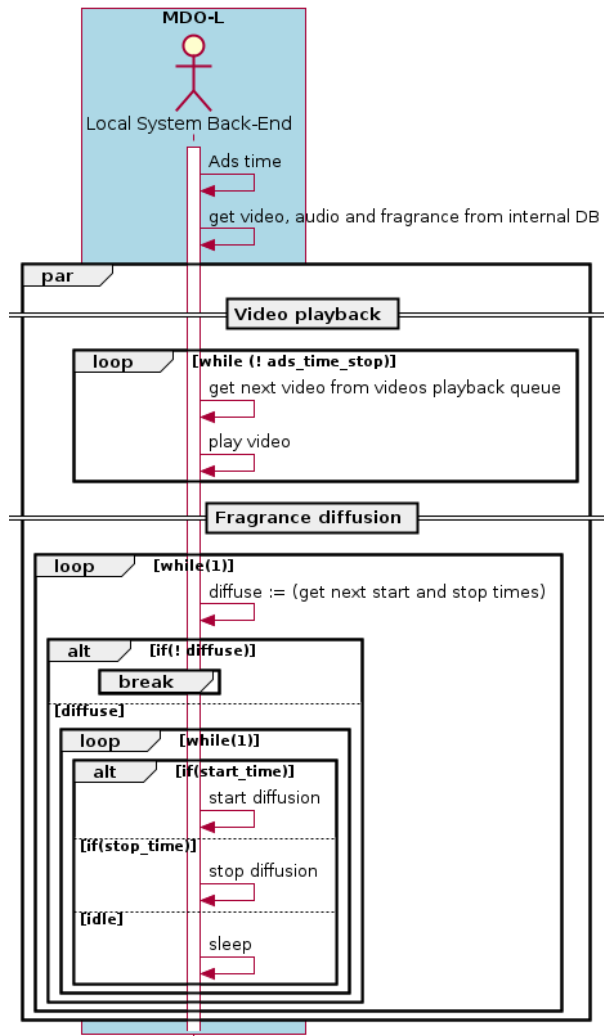 MDO-L
Local System Back-End
Ads time
get video, audio and fragrance from internal DB
par
Video playback
loop [while (! ads_time_stop)]
get next video from videos playback queue
play video
Fragrance diffusion
loop [while(1)]
diffuse := (get next start and stop times)
alt [if(! diffuse)]
break
[diffuse]
loop [while(1)]
alt [if(start_time)]
start diffusion
[if(stop_time)]
stop diffusion
[idle]
sleep